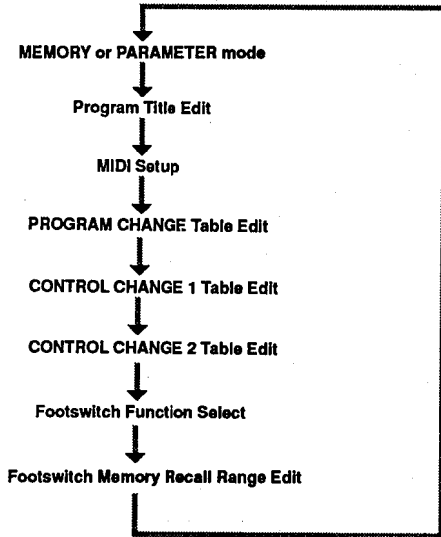 MEMORY or PARAMETER mode
Program Title Edit
MIDI Setup
PROGRAM CHANGE Table Edit
CONTROL CHANGE 1 Table Edit
CONTROL CHANGE 2 Table Edit
Footswitch Function Select
Footswitch Memory Recall Range Edit